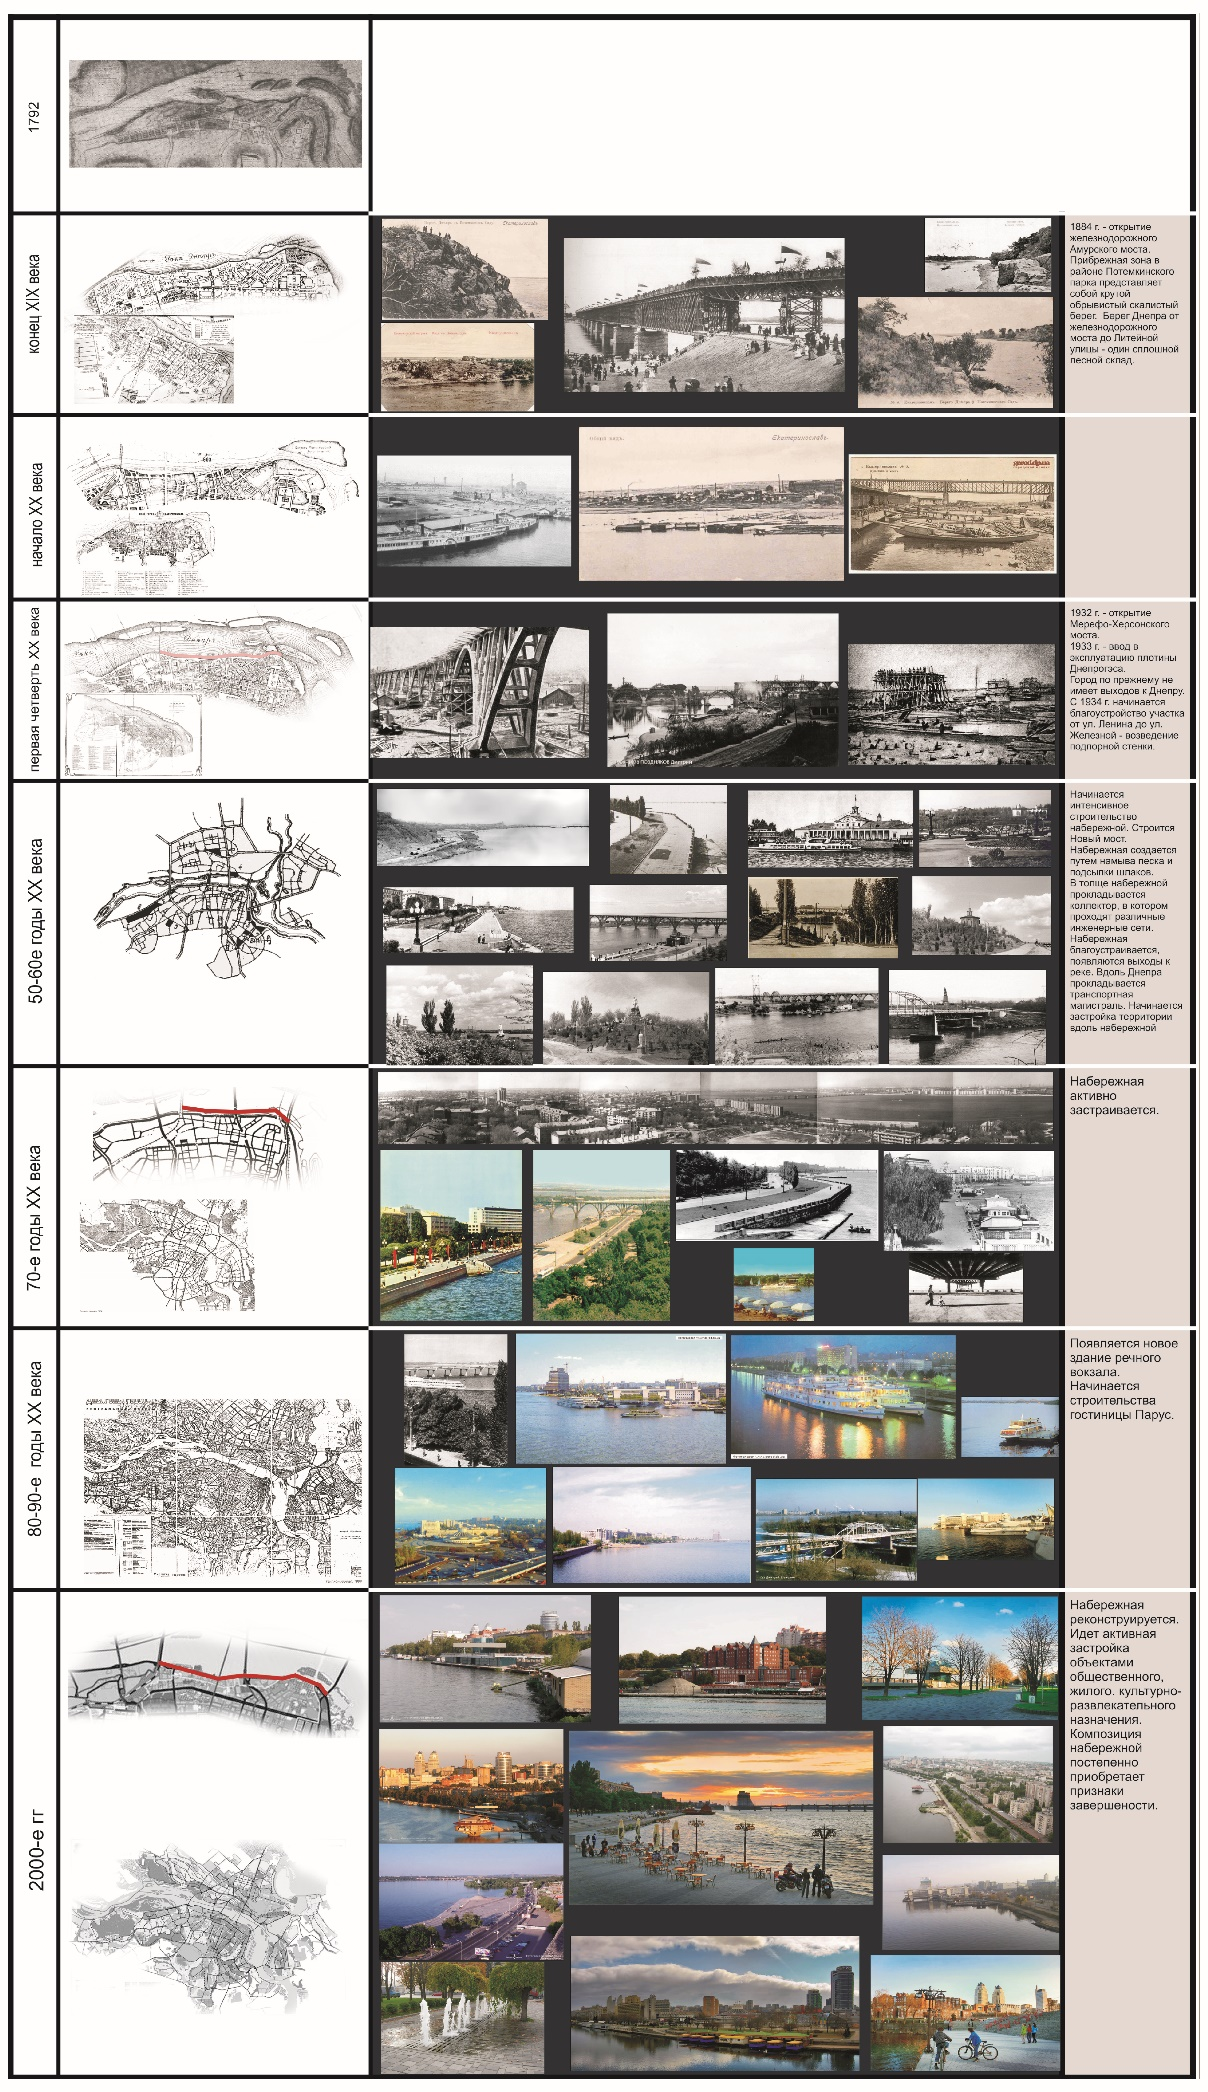 1792
конец XIX века
Екатеринославъ
1884 г. - открытие
железнодорожного
Амурского моста.
Прибрежная зона в
районе Потемкинского
парка представляет
собой крутой
обрывистый скалистый
берег. Берег Днепра от
железнодорожного
моста до Литейной
улицы - один сплошной
лесной склад.
начало XX века
Екатеринославъ
первая четверть XX века
1932 г. - открытие
Мерефо-Херсонского
моста.
1933 г. - ввод в
эксплуатацию плотины
Днепрогэса.
Город по прежнему не
имеет выходов к Днепру.
С 1934 г. начинается
благоустройство участка
от ул. Ленина до ул.
Железной - возведение
подпорной стенки.
50-60е годы XX века
Начинается
интенсивное
строительство
набережной. Строится
Новый мост.
Набережная создается
путем намыва песка и
подсыпки шлаков.
В толще набережной
прокладывается
коллектор, в котором
проходят различные
инженерные сети.
Набережная
благоустраивается,
появляются выходы к
реке. Вдоль Днепра
прокладывается
транспортная
магистраль. Начинается
застройка территории
вдоль набережной
70-е годы XX века
Набережная
активно
застраивается.
80-90-е годы XX века
Появляется новое
здание речного
вокзала.
Начинается
строительства
гостиницы Парус.
2000-е гг
Набережная
реконструируется.
Идет активная
застройка
объектами
общественного,
жилого. культурно-
развлекательного
назначения.
Композиция
набережной
постепенно
приобретает
признаки
завершености.